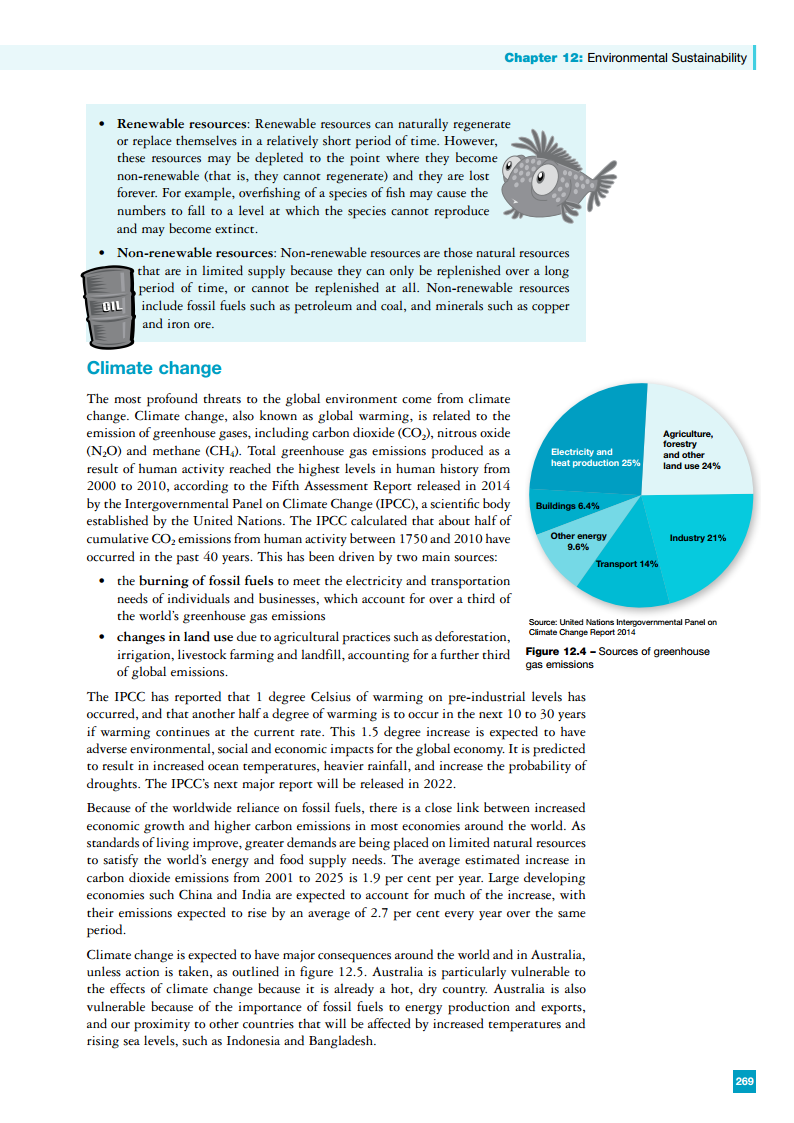 Chapter 12: Environmental Sustainability
• Renewable resources: Renewable resources can naturally regenerate
or replace themselves in a relatively short period of time. However,
these resources may be depleted to the point where they become
non-renewable (that is, they cannot regenerate) and they are lost
forever. For example, overfishing of a species of fish may cause the
numbers to fall to a level at which the species cannot reproduce
and may become extinct.
• Non-renewable resources: Non-renewable resources are those natural resources
that are in limited supply because they can only be replenished over a long
period of time, or cannot be replenished at all. Non-renewable resources
include fossil fuels such as petroleum and coal, and minerals such as copper
and iron ore.
OIL
Climate change
The most profound threats to the global environment come from climate
change. Climate change, also known as global warming, is related to the
emission of greenhouse gases, including carbon dioxide (CO₂), nitrous oxide
(N₂O) and methane (CH₄). Total greenhouse gas emissions produced as a
result of human activity reached the highest levels in human history from
2000 to 2010, according to the Fifth Assessment Report released in 2014
by the Intergovernmental Panel on Climate Change (IPCC), a scientific body
established by the United Nations. The IPCC calculated that about half of
cumulative CO₂ emissions from human activity between 1750 and 2010 have
occurred in the past 40 years. This has been driven by two main sources:
• the burning of fossil fuels to meet the electricity and transportation
needs of individuals and businesses, which account for over a third of
the world's greenhouse gas emissions
• changes in land use due to agricultural practices such as deforestation,
irrigation, livestock farming and landfill, accounting for a further third
of global emissions.
Electricity and
heat production 25%
Agriculture,
forestry
and other
land use 24%
Buildings 6.4%
Other energy
9.6%
Transport 14%
Industry 21%
Source: United Nations Intergovernmental Panel on
Climate Change Report 2014
Figure 12.4 – Sources of greenhouse
gas emissions
The IPCC has reported that 1 degree Celsius of warming on pre-industrial levels has
occurred, and that another half a degree of warming is to occur in the next 10 to 30 years
if warming continues at the current rate. This 1.5 degree increase is expected to have
adverse environmental, social and economic impacts for the global economy. It is predicted
to result in increased ocean temperatures, heavier rainfall, and increase the probability of
droughts. The IPCC's next major report will be released in 2022.
Because of the worldwide reliance on fossil fuels, there is a close link between increased
economic growth and higher carbon emissions in most economies around the world. As
standards of living improve, greater demands are being placed on limited natural resources
to satisfy the world's energy and food supply needs. The average estimated increase in
carbon dioxide emissions from 2001 to 2025 is 1.9 per cent per year. Large developing
economies such China and India are expected to account for much of the increase, with
their emissions expected to rise by an average of 2.7 per cent every year over the same
period.
Climate change is expected to have major consequences around the world and in Australia,
unless action is taken, as outlined in figure 12.5. Australia is particularly vulnerable to
the effects of climate change because it is already a hot, dry country. Australia is also
vulnerable because of the importance of fossil fuels to energy production and exports,
and our proximity to other countries that will be affected by increased temperatures and
rising sea levels, such as Indonesia and Bangladesh.
269